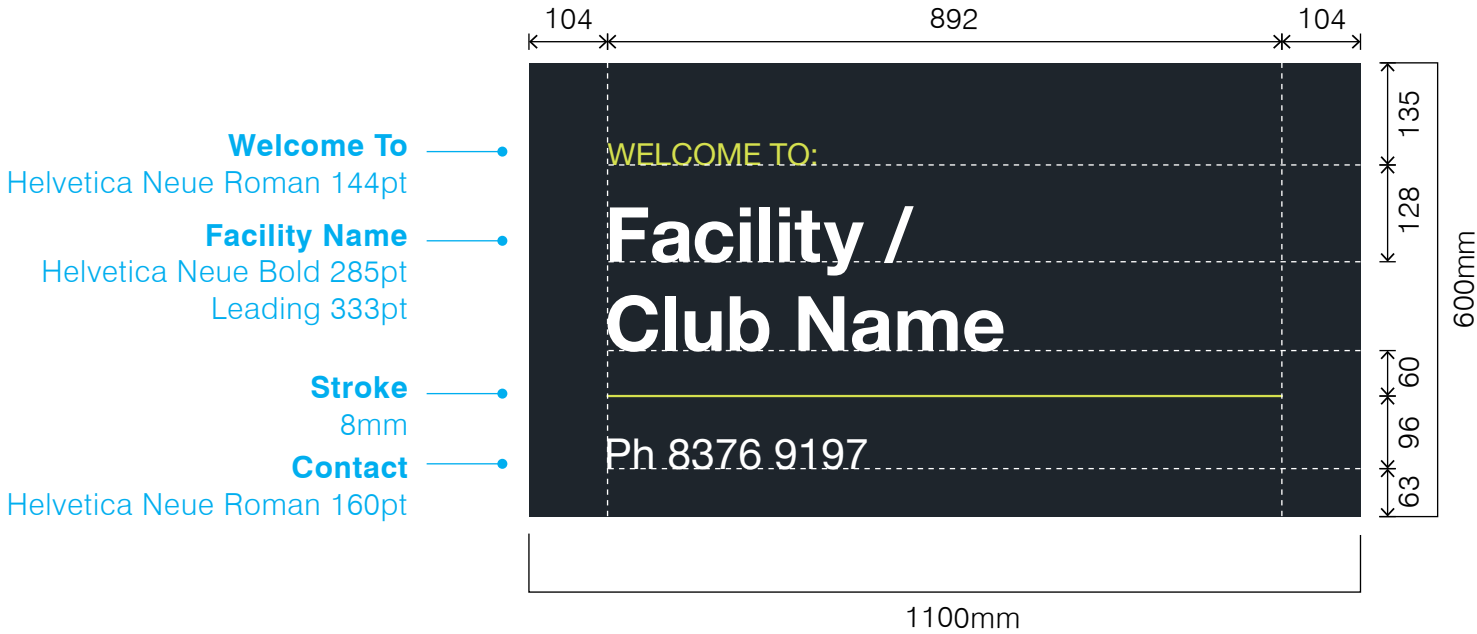 104
892
104
Welcome To
Helvetica Neue Roman 144pt
Facility Name
Helvetica Neue Bold 285pt
Leading 333pt
Stroke
8mm
Contact
Helvetica Neue Roman 160pt
WELCOME TO:
Facility /
Club Name
Ph 8376 9197
135
128
60
96
63
600mm
1100mm